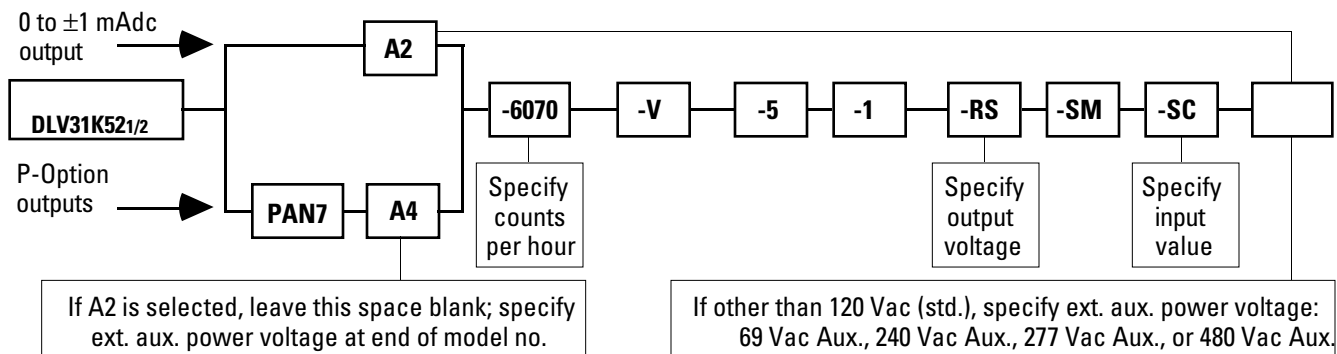 0 to ±1 mAdc
output
A2
DLV31K521/2
-6070
-V
-5
-1
-RS
-SM
-SC
P-Option
outputs
PAN7
A4
Specify
counts
per hour
Specify
output
voltage
Specify
input
value
If A2 is selected, leave this space blank; specify
ext. aux. power voltage at end of model no.
If other than 120 Vac (std.), specify ext. aux. power voltage:
69 Vac Aux., 240 Vac Aux., 277 Vac Aux., or 480 Vac Aux.